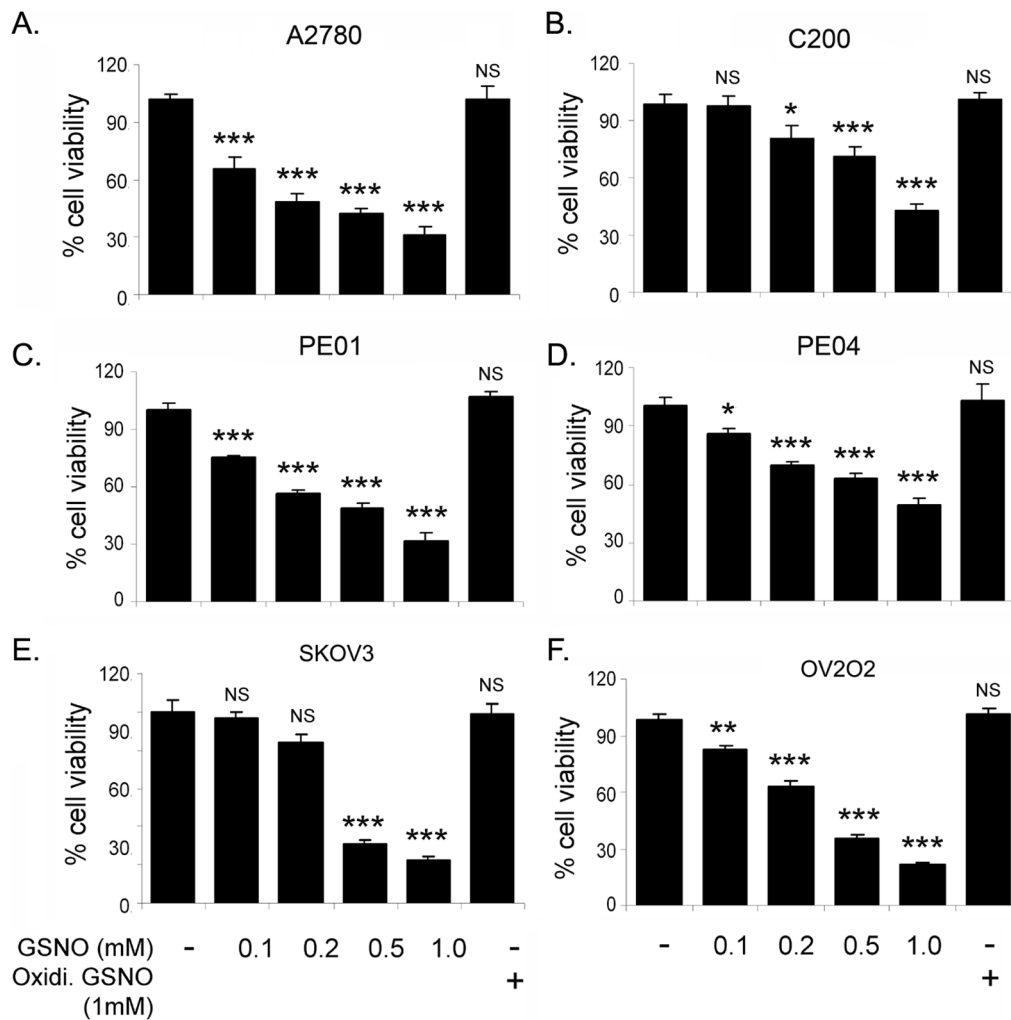 A.
A2780
% cell viability
120
90
60
30
0
***
***
***
***
NS
B.
C200
% cell viability
120
90
60
30
0
NS
*
***
***
NS
C.
PE01
% cell viability
120
90
60
30
0
***
***
***
***
NS
D.
PE04
% cell viability
120
90
60
30
0
*
***
***
***
NS
E.
SKOV3
% cell viability
120
90
60
30
0
NS
NS
***
***
NS
F.
OV2O2
% cell viability
120
90
60
30
0
**
***
***
***
NS
GSNO (mM) - 0.1 0.2 0.5 1.0 - - 0.1 0.2 0.5 1.0 -
Oxidi. GSNO + +
(1mM)